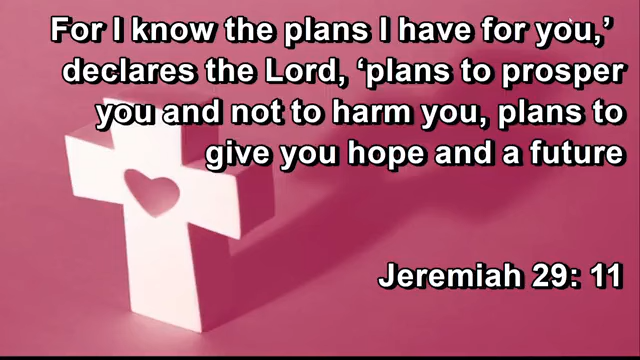 For I know the plans I have for you,’
declares the Lord, ‘plans to prosper
you and not to harm you, plans to
give you hope and a future
Jeremiah 29: 11